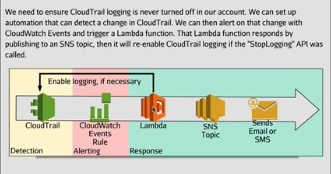 We need to ensure CloudTrail logging is never turned off in our account. We can set up
automation that can detect a change in CloudTrail. We can then alert on that change with
CloudWatch Events and trigger a Lambda function. That Lambda function responds by
publishing to an SNS topic, then it will re-enable CloudTrail logging if the "StopLogging" API was
called.
Enable logging, if necessary
CloudTrail
CloudWatch
Events
Rule
Lambda
SNS
Topic
Sends
Email or
SMS
Detection
Alerting
Response